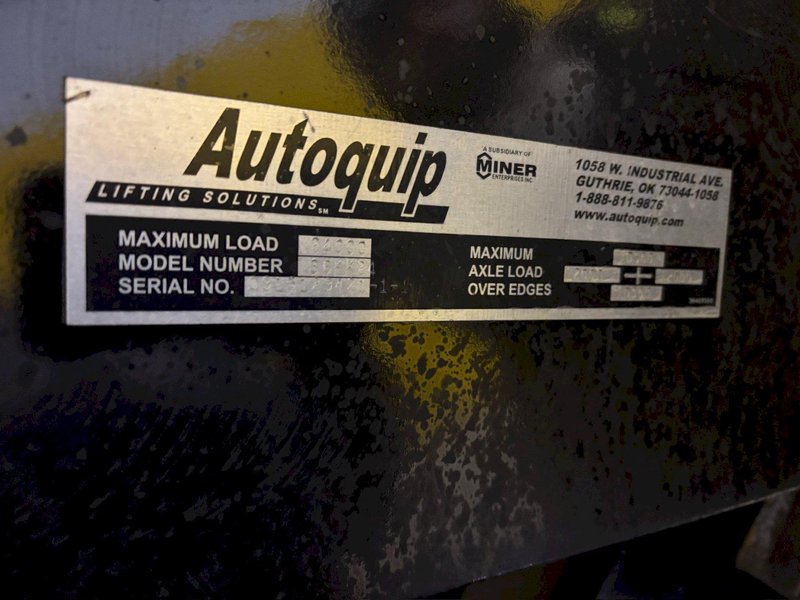 Autoquip
LIFTING SOLUTIONS SM
A SUBSIDIARY OF
MINER
ENTERPRISES INC
1058 W. INDUSTRIAL AVE.
GUTHRIE, OK 73044-1058
1-888-811-9876
www.autoquip.com
MAXIMUM LOAD
MODEL NUMBER
SERIAL NO.
MAXIMUM
AXLE LOAD
OVER EDGES